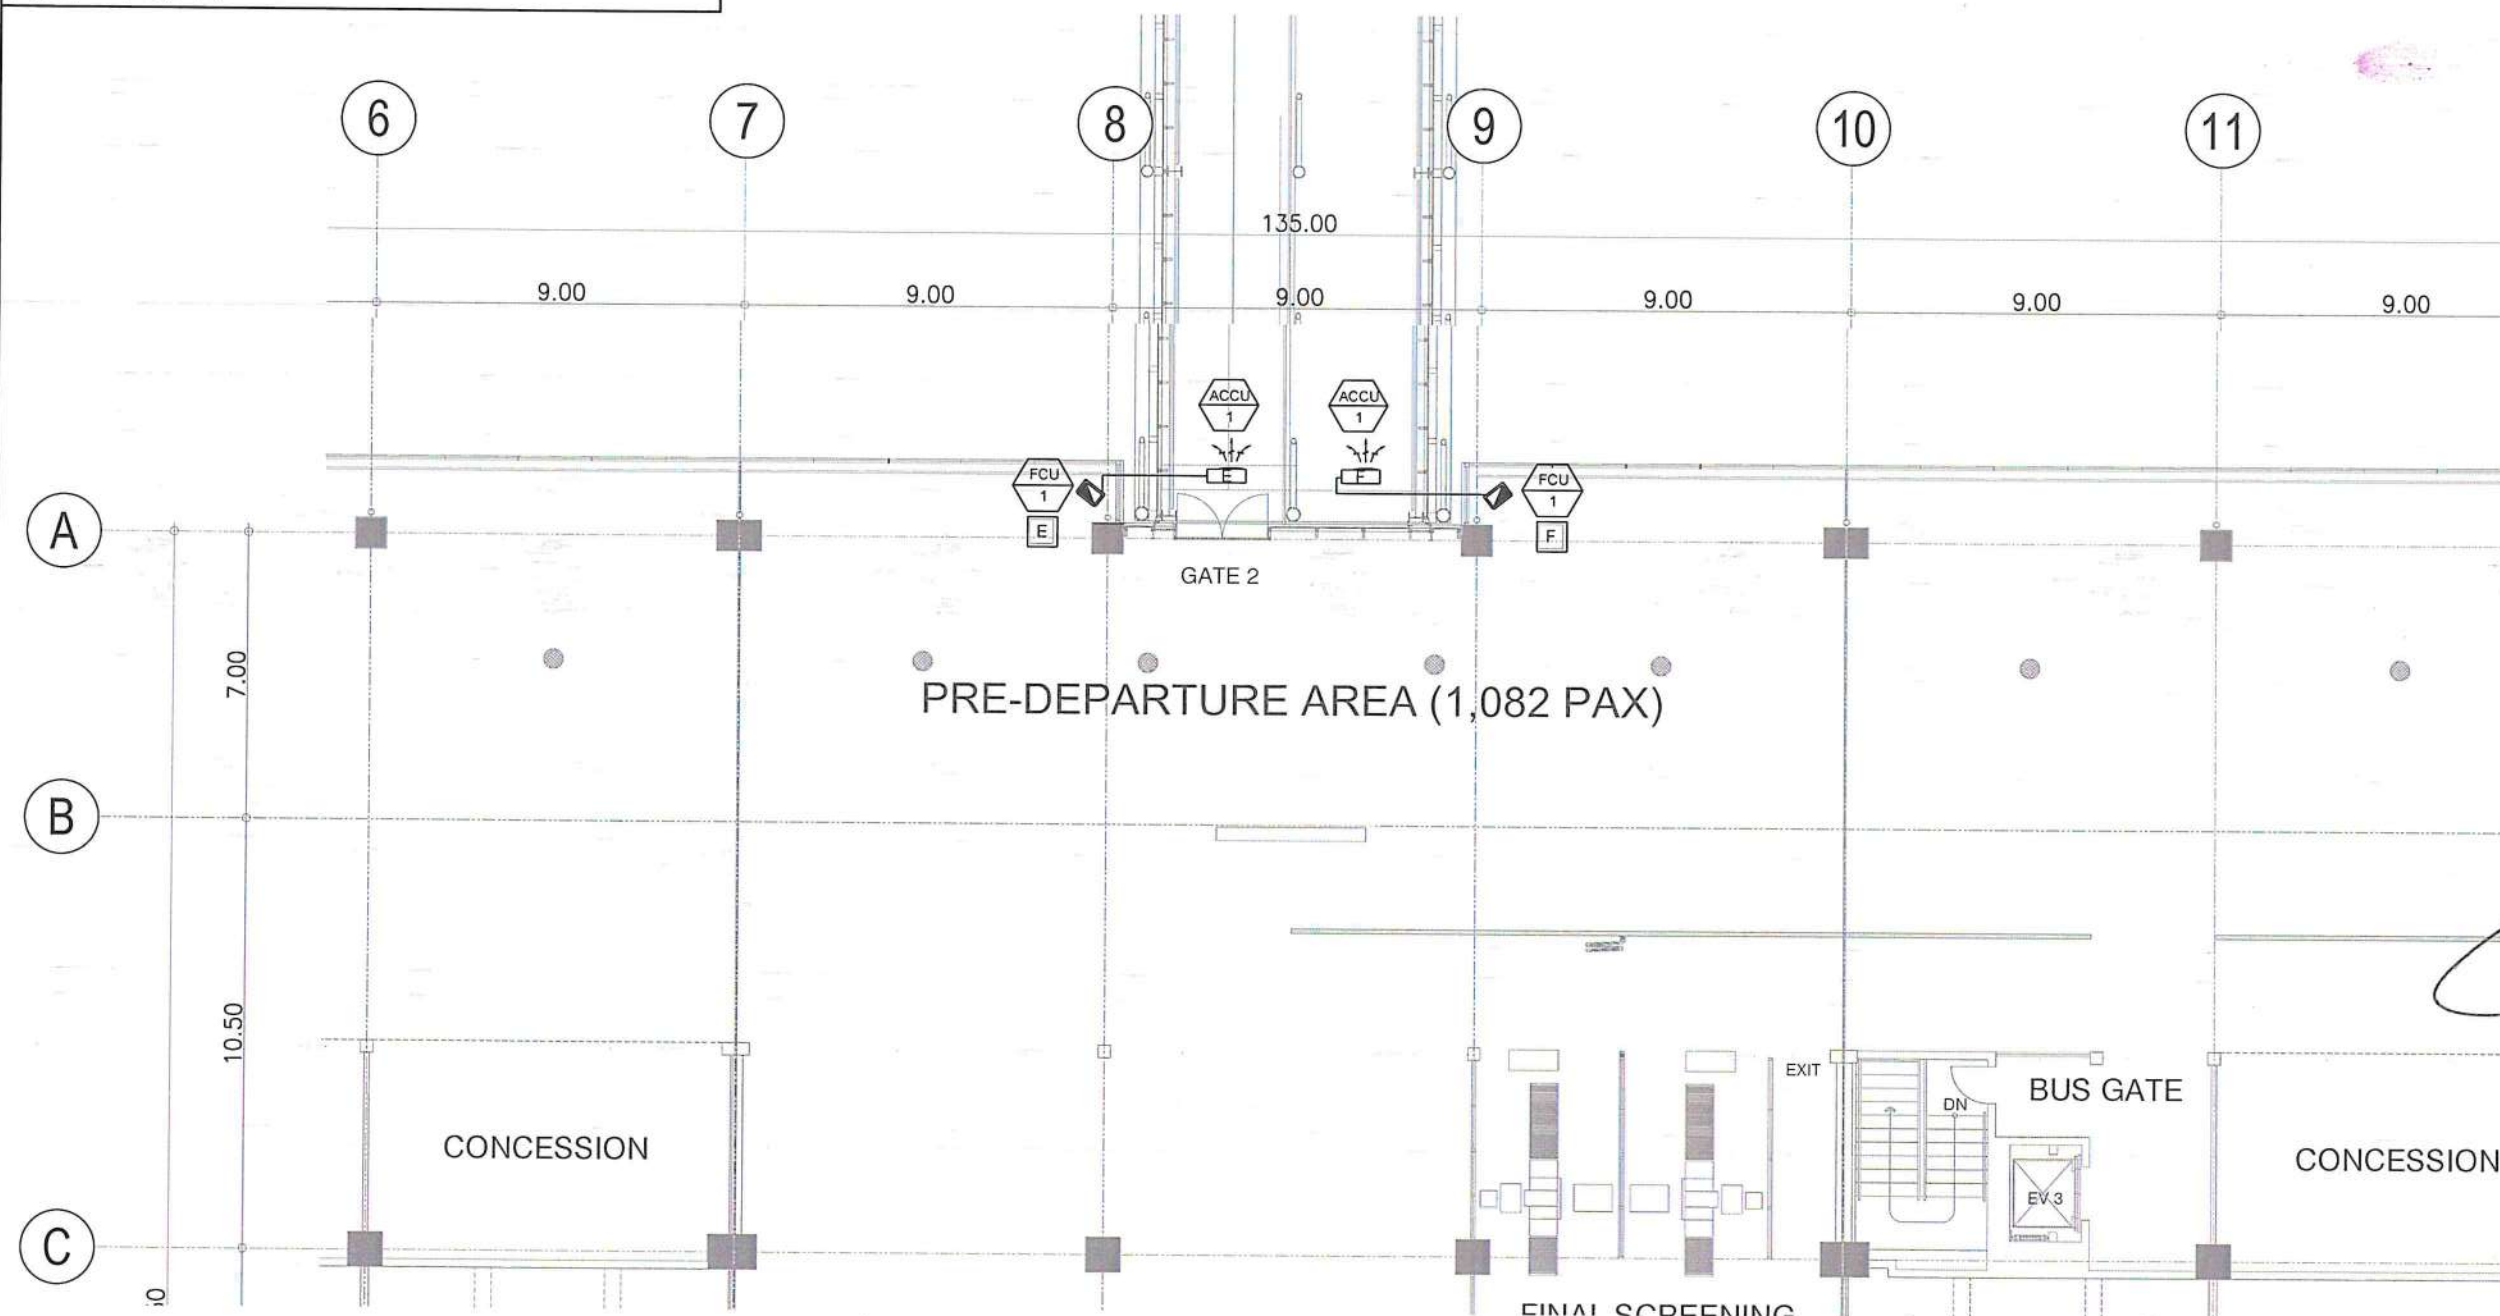 6 7 8 9 10 11
135.00
9.00 9.00 9.00 9.00 9.00 9.00
ACCU
1
ACCU
1
FCU
1
E
E
F
FCU
1
F
A
GATE 2
7.00
PRE-DEPARTURE AREA (1,082 PAX)
B
10.50
EXIT
DN
BUS GATE
CONCESSION
CONCESSION
EV 3
C
FINAL SCREENING